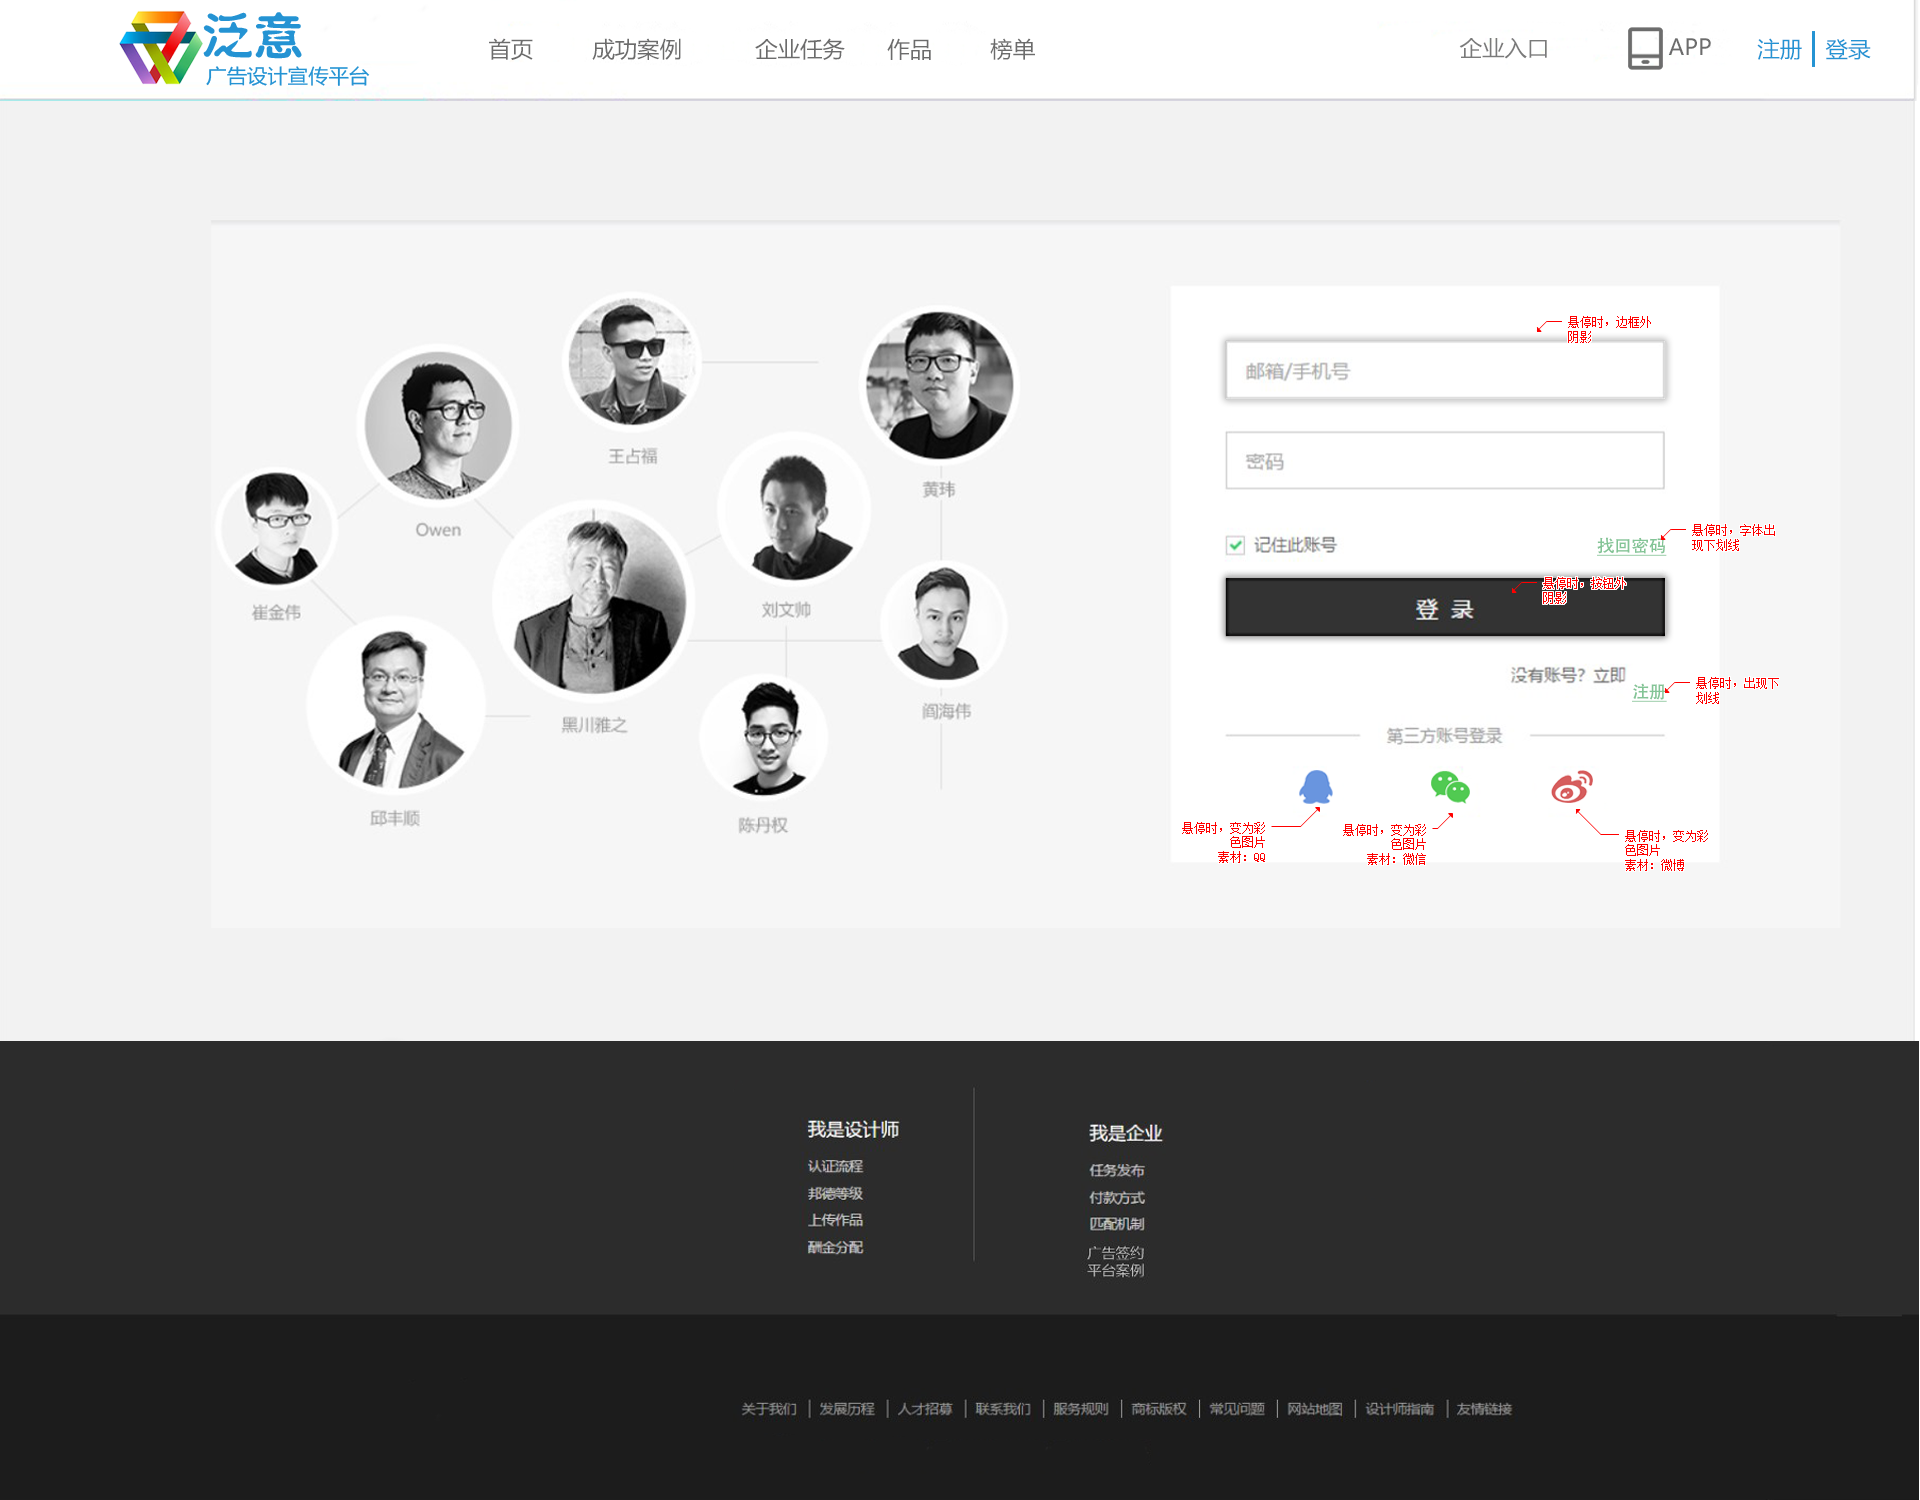 泛意
广告设计宣传平台
首页
成功案例
企业任务
作品
榜单
企业入口
APP
注册
登录
悬停时，边框外
阴影
邮箱/手机号
密码
记住此账号
找回密码
悬停时，字体出
现下划线
悬停时，按钮外
阴影
登 录
没有账号？立即
注册
悬停时，出现下
划线
第三方账号登录
悬停时，变为彩
色图片
素材：QQ
悬停时，变为彩
色图片
素材：微信
悬停时，变为彩
色图片
素材：微博
王占福
黄玮
Owen
崔金伟
刘文帅
黑川雅之
阎海伟
邱丰顺
陈丹权
我是设计师
认证流程
邦德等级
上传作品
酬金分配
我是企业
任务发布
付款方式
匹配机制
广告签约
平台案例
关于我们
发展历程
人才招募
联系我们
服务规则
商标版权
常见问题
网站地图
设计师指南
友情链接